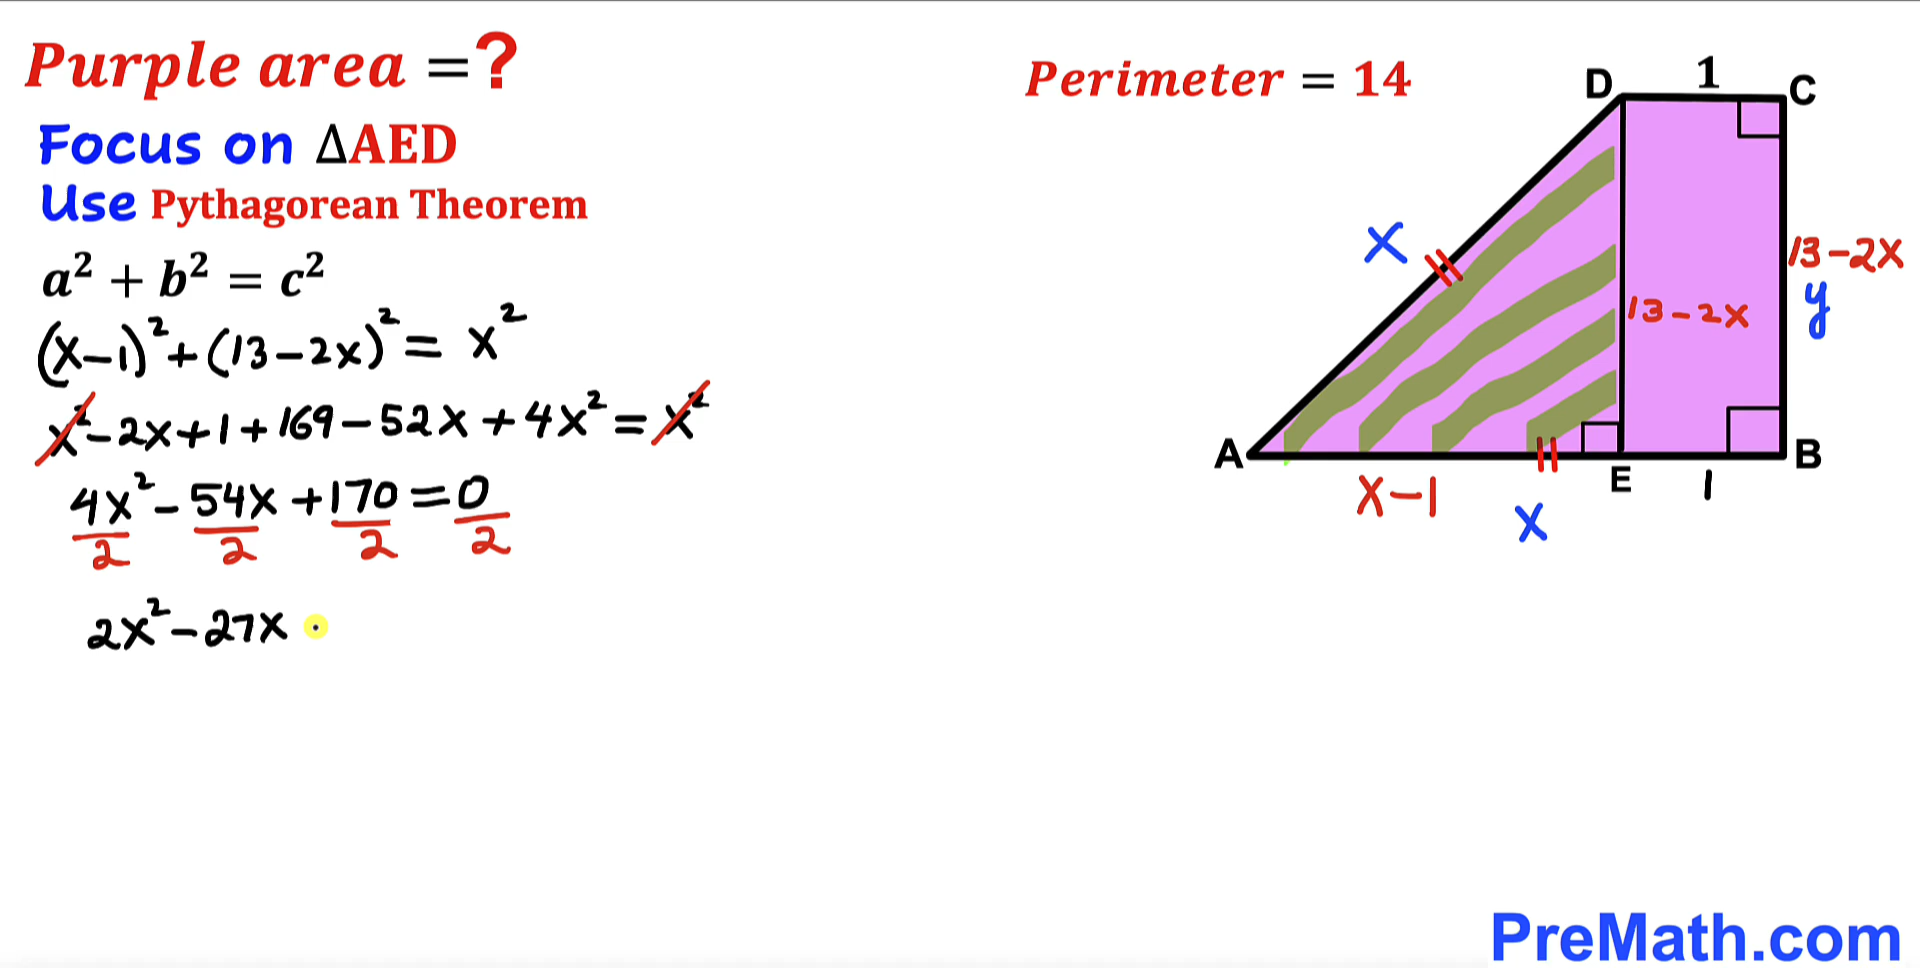 Purple area =?
Focus on ΔAED
Use Pythagorean Theorem
a² + b² = c²
(x-1)² + (13-2x)² = x²
x² - 2x + 1 + 169 - 52x + 4x² = x²
4x² - 54x + 170 = 0
2 2 2 2
2x² - 27x
Perimeter = 14
D 1 C
x
13-2x
13-2x y
A E B
x-1 1
x
PreMath.com